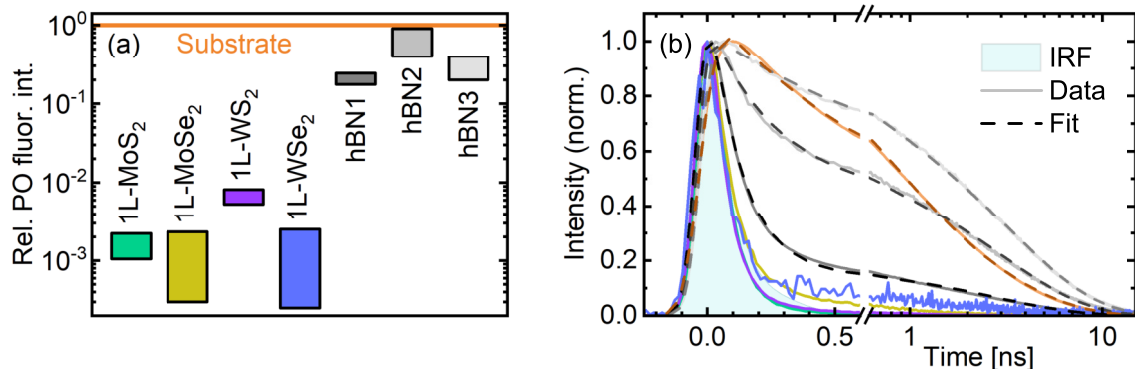 Rel. PO fluor. int.
10⁰
10⁻¹
10⁻²
10⁻³
(a)
Substrate
1L-MoS₂
1L-MoSe₂
1L-WS₂
1L-WSe₂
hBN1
hBN2
hBN3
Intensity (norm.)
1.0
0.8
0.6
0.4
0.2
0.0
(b)
IRF
Data
Fit
0.0
0.5
1
10
Time [ns]